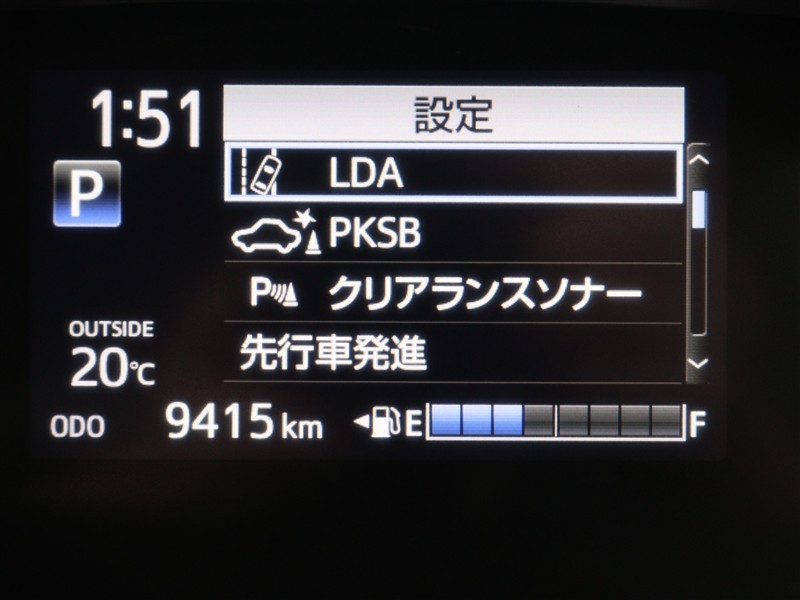 1:51
設定
P
LDA
PKSB
P クリアランスソナー
先行車発進
OUTSIDE
20℃
ODO 9415 km E F